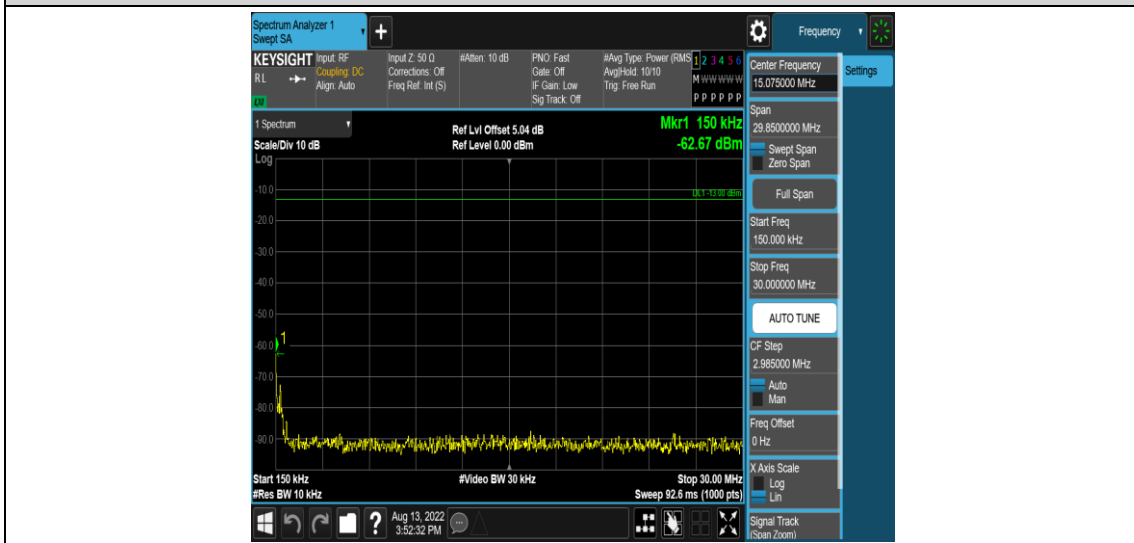 Spectrum Analyzer 1
Swept SA
+
Frequency
KEYSIGHT
RL
LXI
Input: RF
Coupling: DC
Align: Auto
Input Z: 50 Ω
Corrections: Off
Freq Ref: Int (S)
#Atten: 10 dB
PNO: Fast
Gate: Off
IF Gain: Low
Sig Track: Off
#Avg Type: Power (RMS
Avg|Hold: 10/10
Trig: Free Run
1 2 3 4 5 6
M W W W W W
P P P P P P
1 Spectrum
Scale/Div 10 dB
Log
Ref Lvl Offset 5.04 dB
Ref Level 0.00 dBm
Mkr1 150 kHz
-62.67 dBm
DL1 -13.00 dBm
-10.0
-20.0
-30.0
-40.0
-50.0
-60.0
-70.0
-80.0
-90.0
1
Start 150 kHz
#Res BW 10 kHz
#Video BW 30 kHz
Stop 30.00 MHz
Sweep 92.6 ms (1000 pts)
?
Aug 13, 2022
3:52:32 PM
Center Frequency
15.075000 MHz
Settings
Span
29.8500000 MHz
Swept Span
Zero Span
Full Span
Start Freq
150.000 kHz
Stop Freq
30.000000 MHz
AUTO TUNE
CF Step
2.985000 MHz
Auto
Man
Freq Offset
0 Hz
X Axis Scale
Log
Lin
Signal Track
(Span Zoom)